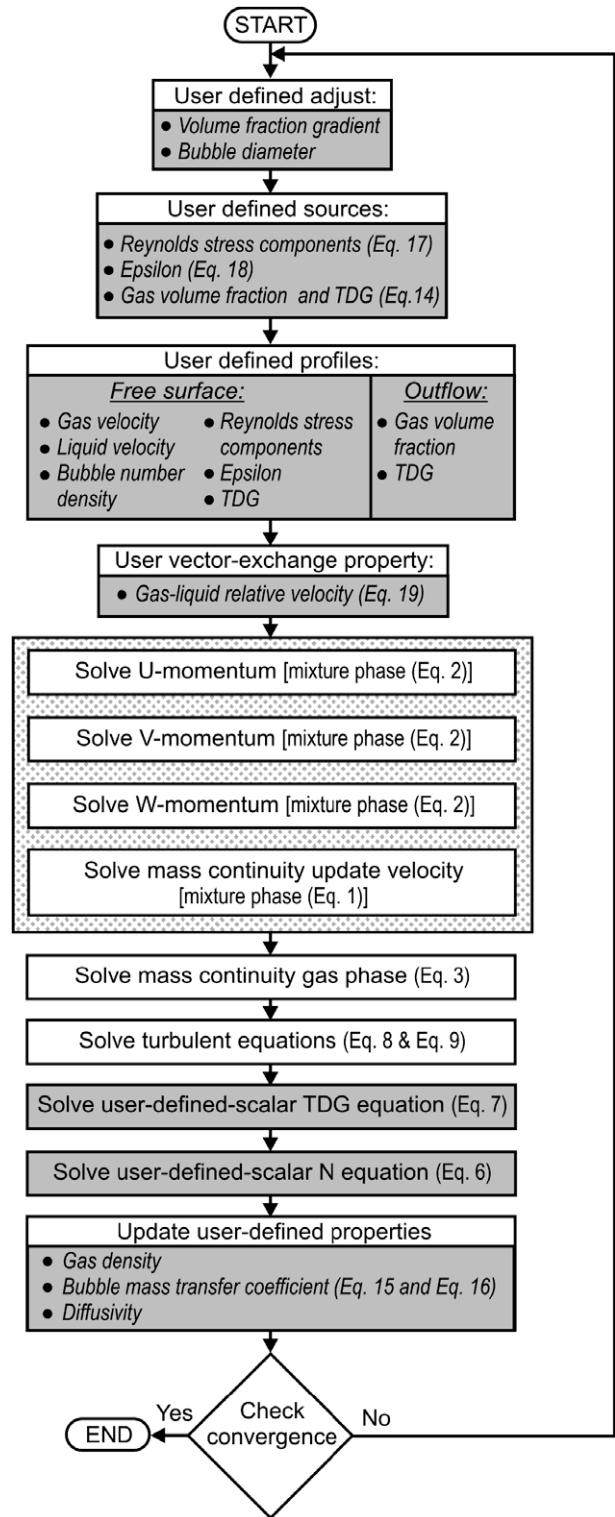 START
User defined adjust:
● Volume fraction gradient
● Bubble diameter
User defined sources:
● Reynolds stress components (Eq. 17)
● Epsilon (Eq. 18)
● Gas volume fraction and TDG (Eq.14)
User defined profiles:
Free surface:
● Gas velocity
● Liquid velocity
● Bubble number
density
● Reynolds stress
components
● Epsilon
● TDG
Outflow:
● Gas volume
fraction
● TDG
User vector-exchange property:
● Gas-liquid relative velocity (Eq. 19)
Solve U-momentum [mixture phase (Eq. 2)]
Solve V-momentum [mixture phase (Eq. 2)]
Solve W-momentum [mixture phase (Eq. 2)]
Solve mass continuity update velocity
[mixture phase (Eq. 1)]
Solve mass continuity gas phase (Eq. 3)
Solve turbulent equations (Eq. 8 & Eq. 9)
Solve user-defined-scalar TDG equation (Eq. 7)
Solve user-defined-scalar N equation (Eq. 6)
Update user-defined properties
● Gas density
● Bubble mass transfer coefficient (Eq. 15 and Eq. 16)
● Diffusivity
Check
convergence
Yes
No
END